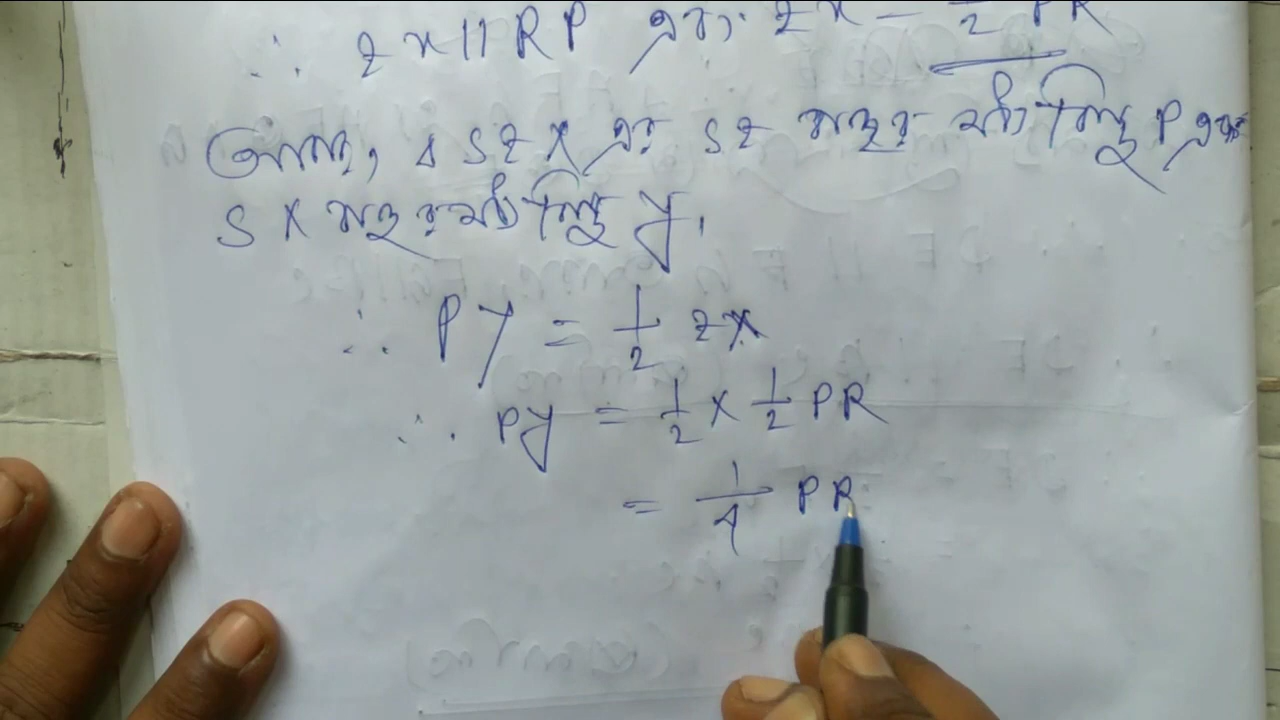 ∴ ZX || RP এবং ZX = 1/2 PR
আবার, Δ SZX এর SZ বাহুর মধ্যবিন্দু P এবং
SX বাহুর মধ্যবিন্দু y,
∴ Py = 1/2 ZX
∴ Py = 1/2 × 1/2 PR
= 1/4 PR